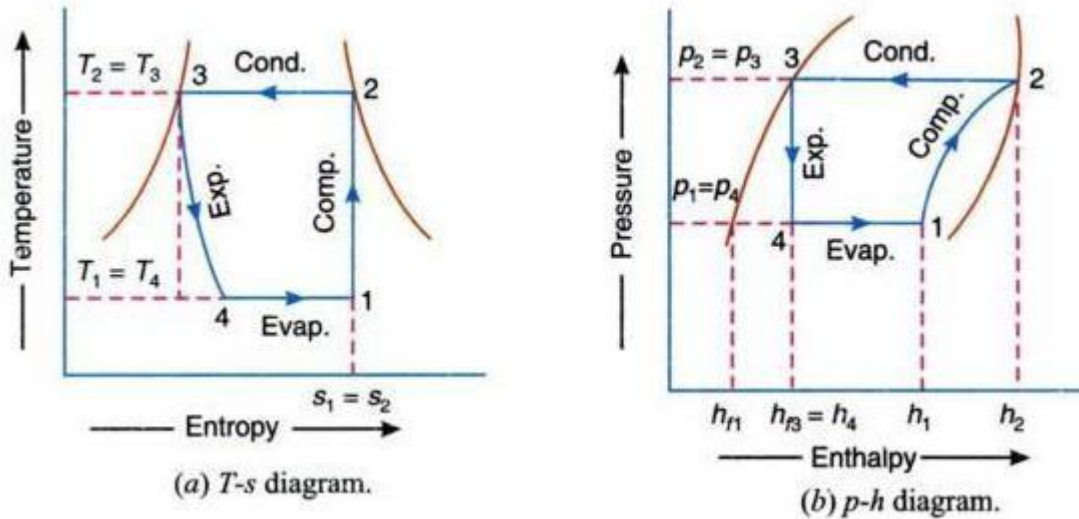 Temperature
T2 = T3
T1 = T4
3
Cond.
2
Exp.
Comp.
4
Evap.
1
s1 = s2
Entropy
(a) T-s diagram.
Pressure
p2 = p3
p1=p4
3
Cond.
2
Exp.
Comp.
4
Evap.
1
hf1
hf3 = h4
h1
h2
Enthalpy
(b) p-h diagram.